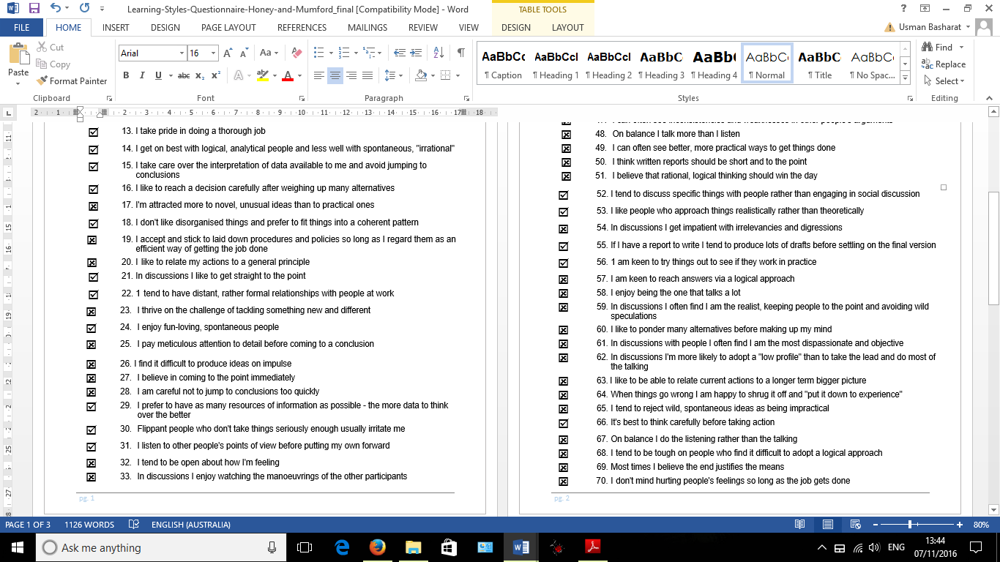 Learning-Styles-Questionnaire-Honey-and-Mumford_final [Compatibility Mode] - Word
TABLE TOOLS
FILE HOME INSERT DESIGN PAGE LAYOUT REFERENCES MAILINGS REVIEW VIEW DESIGN LAYOUT
Usman Basharat
Paste
Cut
Copy
Format Painter
Clipboard
Arial 16
Font
Paragraph
AaBbCc AaBbCcI AaBbCcI AaBbC AaBb AaBbC AaBbC AaBbC
¶ Caption ¶ Heading 1 ¶ Heading 2 ¶ Heading 3 ¶ Heading 4 ¶ Normal ¶ Title ¶ No Spac...
Styles
Find
Replace
Select
Editing
2 1 1 2 3 4 5 6 7 8 9 10 11 12 13 14 15 16 17 18
13. I take pride in doing a thorough job
14. I get on best with logical, analytical people and less well with spontaneous, "irrational"
15. I take care over the interpretation of data available to me and avoid jumping to
conclusions
16. I like to reach a decision carefully after weighing up many alternatives
17. I'm attracted more to novel, unusual ideas than to practical ones
18. I don't like disorganised things and prefer to fit things into a coherent pattern
19. I accept and stick to laid down procedures and policies so long as I regard them as an
efficient way of getting the job done
20. I like to relate my actions to a general principle
21. In discussions I like to get straight to the point
22. 1 tend to have distant, rather formal relationships with people at work
23. I thrive on the challenge of tackling something new and different
24. I enjoy fun-loving, spontaneous people
25. I pay meticulous attention to detail before coming to a conclusion
26. I find it difficult to produce ideas on impulse
27. I believe in coming to the point immediately
28. I am careful not to jump to conclusions too quickly
29. I prefer to have as many resources of information as possible - the more data to think
over the better
30. Flippant people who don't take things seriously enough usually irritate me
31. I listen to other people's points of view before putting my own forward
32. I tend to be open about how I'm feeling
33. In discussions I enjoy watching the manoeuvrings of the other participants
pg. 1
48. On balance I talk more than I listen
49. I can often see better, more practical ways to get things done
50. I think written reports should be short and to the point
51. I believe that rational, logical thinking should win the day
52. I tend to discuss specific things with people rather than engaging in social discussion
53. I like people who approach things realistically rather than theoretically
54. In discussions I get impatient with irrelevancies and digressions
55. If I have a report to write I tend to produce lots of drafts before settling on the final version
56. 1 am keen to try things out to see if they work in practice
57. I am keen to reach answers via a logical approach
58. I enjoy being the one that talks a lot
59. In discussions I often find I am the realist, keeping people to the point and avoiding wild
speculations
60. I like to ponder many alternatives before making up my mind
61. In discussions with people I often find I am the most dispassionate and objective
62. In discussions I'm more likely to adopt a "low profile" than to take the lead and do most of
the talking
63. I like to be able to relate current actions to a longer term bigger picture
64. When things go wrong I am happy to shrug it off and "put it down to experience"
65. I tend to reject wild, spontaneous ideas as being impractical
66. It's best to think carefully before taking action
67. On balance I do the listening rather than the talking
68. I tend to be tough on people who find it difficult to adopt a logical approach
69. Most times I believe the end justifies the means
70. I don't mind hurting people's feelings so long as the job gets done
pg. 2
PAGE 1 OF 3 1126 WORDS ENGLISH (AUSTRALIA) 80%
Ask me anything
ENG
13:44
07/11/2016